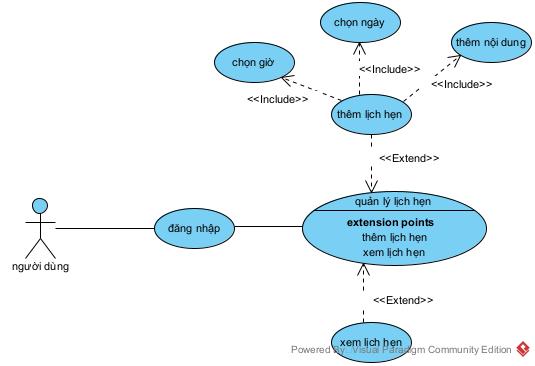 chọn ngày
thêm nội dung
chọn giờ
<<Include>>
<<Include>>
<<Include>>
thêm lịch hẹn
<<Extend>>
quản lý lịch hẹn
extension points
thêm lịch hẹn
xem lịch hẹn
đăng nhập
người dùng
<<Extend>>
xem lịch hẹn
Powered By: Visual Paradigm Community Edition